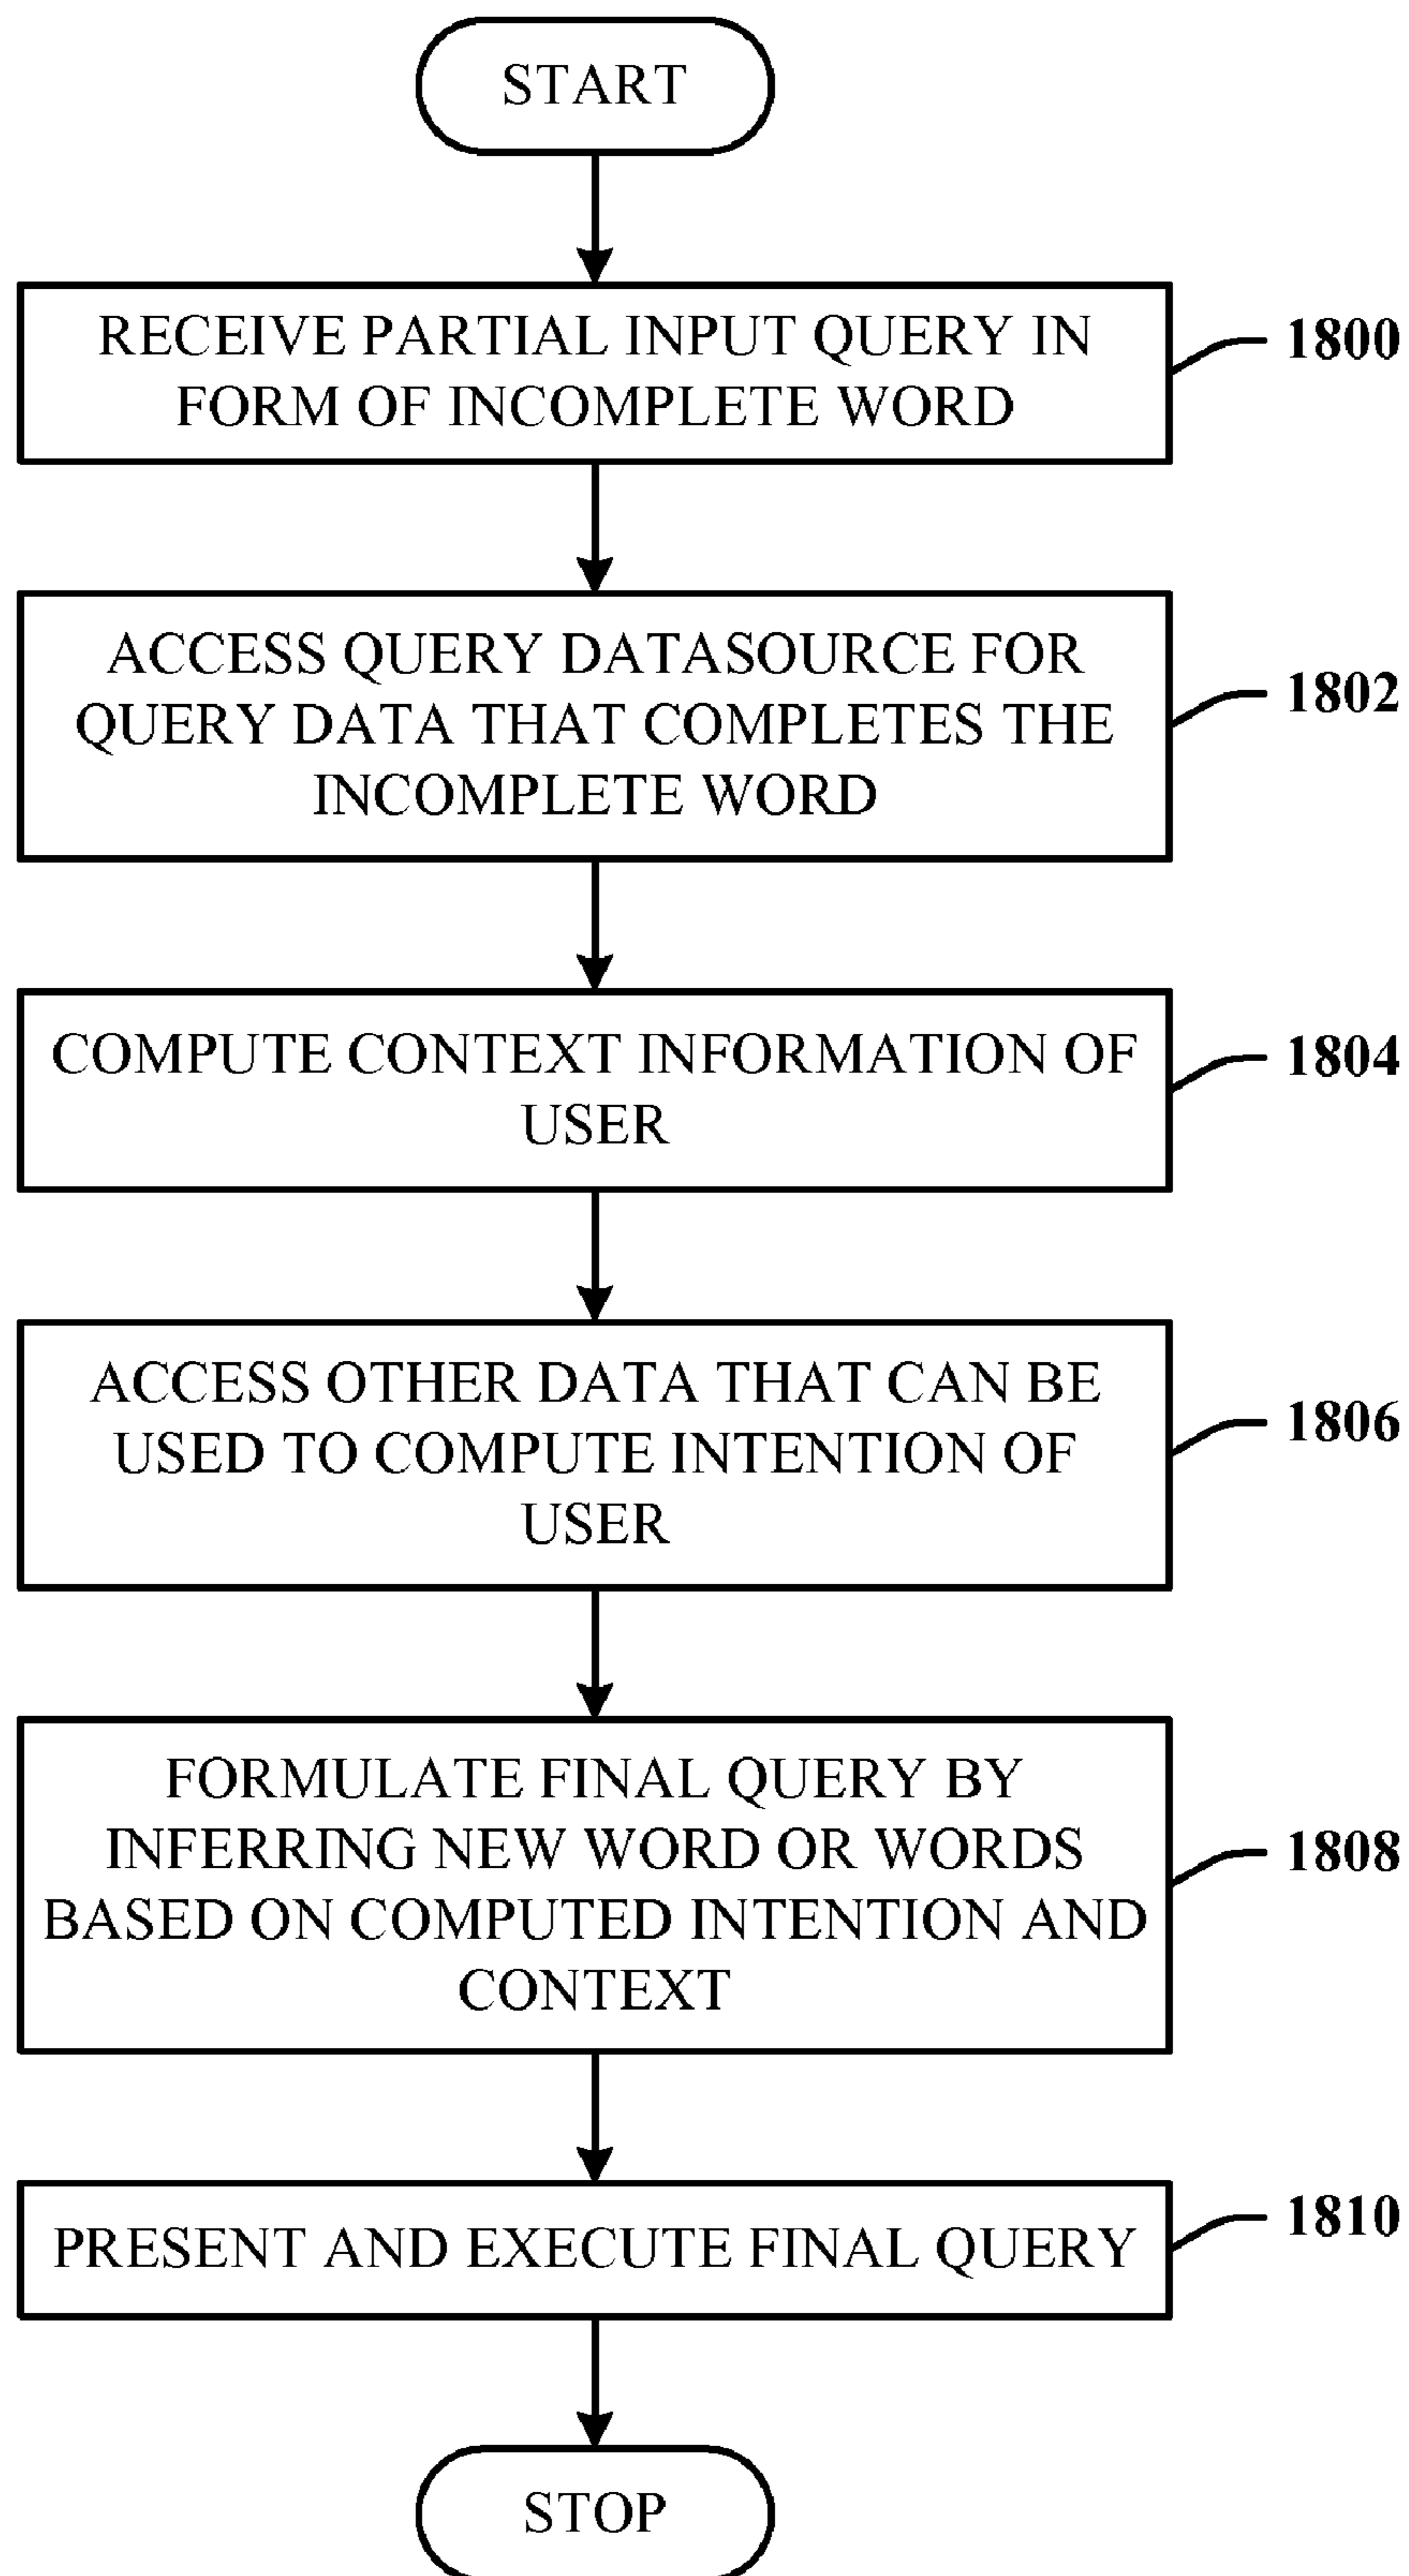 START
RECEIVE PARTIAL INPUT QUERY IN
FORM OF INCOMPLETE WORD
1800
ACCESS QUERY DATASOURCE FOR
QUERY DATA THAT COMPLETES THE
INCOMPLETE WORD
1802
COMPUTE CONTEXT INFORMATION OF
USER
1804
ACCESS OTHER DATA THAT CAN BE
USED TO COMPUTE INTENTION OF
USER
1806
FORMULATE FINAL QUERY BY
INFERRING NEW WORD OR WORDS
BASED ON COMPUTED INTENTION AND
CONTEXT
1808
PRESENT AND EXECUTE FINAL QUERY
1810
STOP